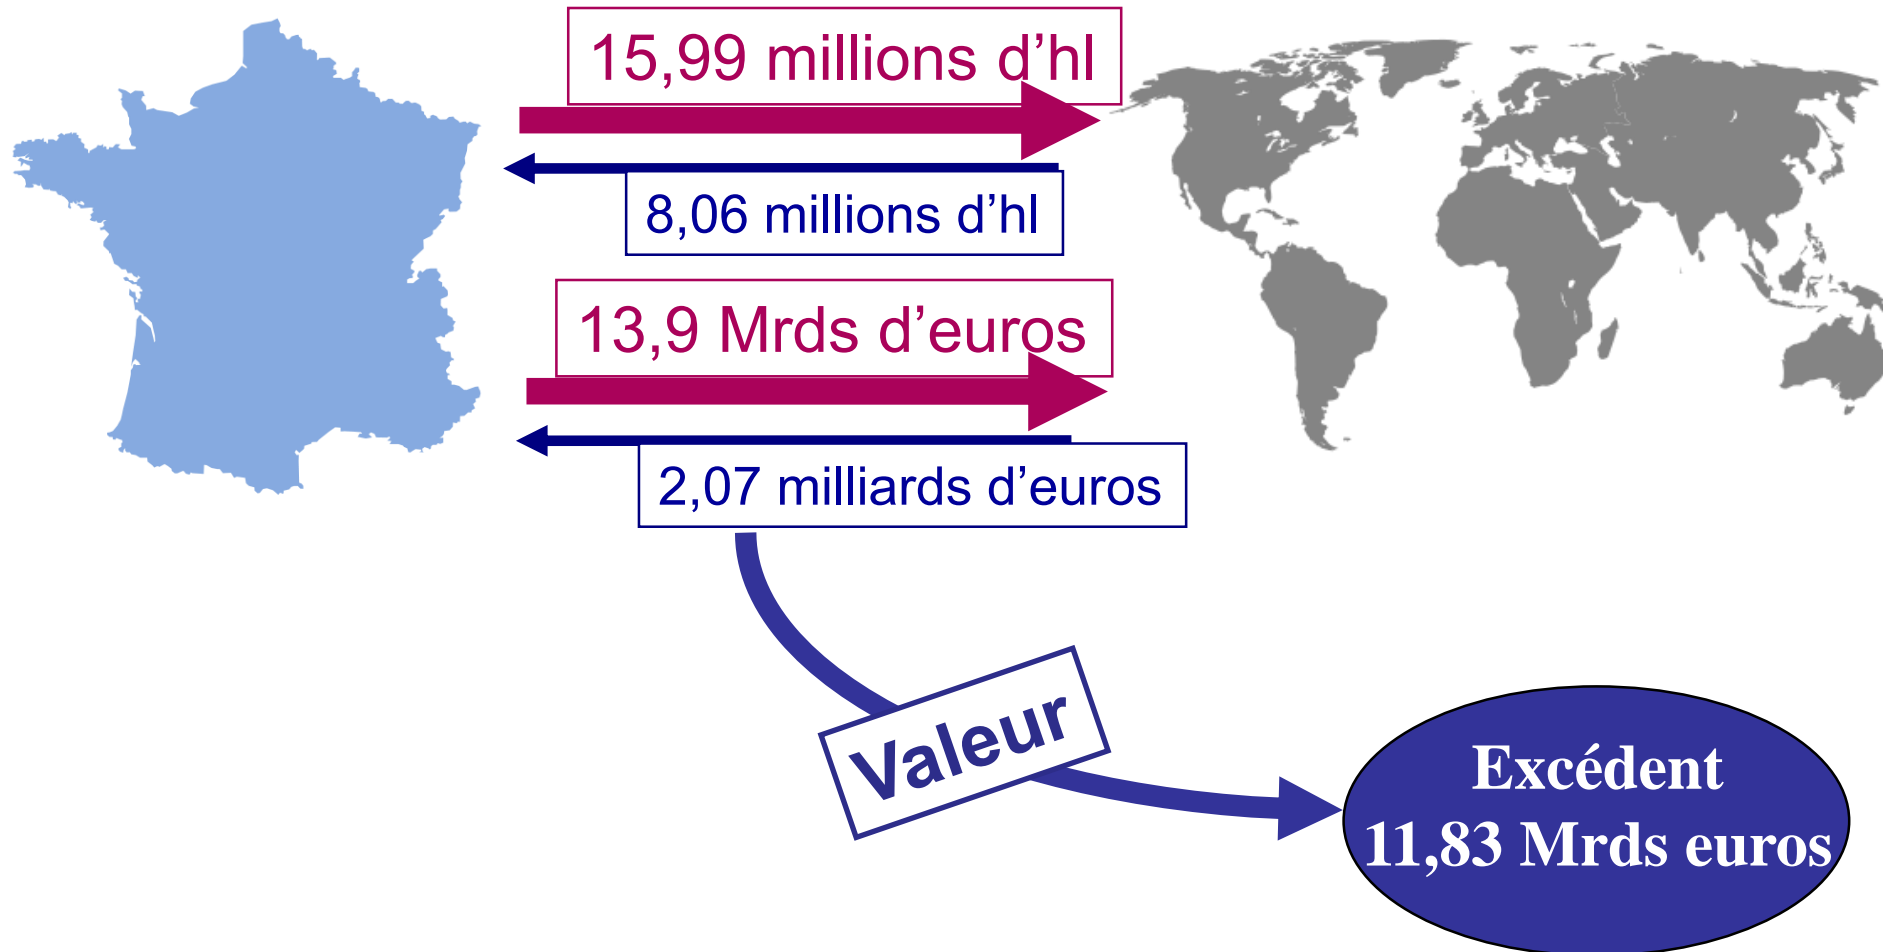 15,99 millions d’hl
8,06 millions d’hl
13,9 Mrds d’euros
2,07 milliards d’euros
Valeur
Excédent
11,83 Mrds euros